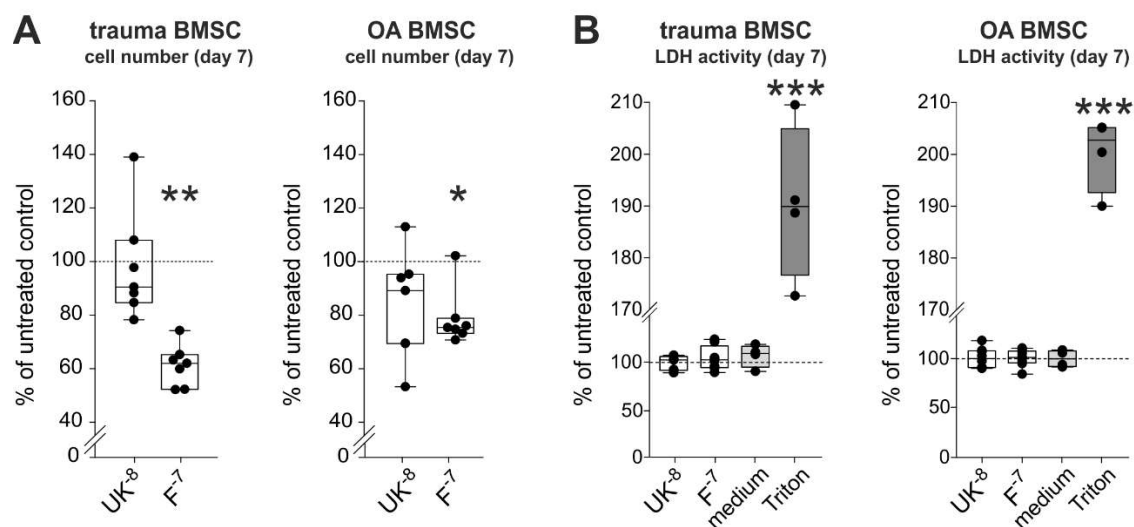 A
trauma BMSC
cell number (day 7)
% of untreated control
160
140
120
100
80
60
40
0
**
UK-8
F-7
OA BMSC
cell number (day 7)
% of untreated control
160
140
120
100
80
60
40
0
*
UK-8
F-7
B
trauma BMSC
LDH activity (day 7)
% of untreated control
210
200
190
180
170
100
50
0
***
UK-8
F-7
medium
Triton
OA BMSC
LDH activity (day 7)
% of untreated control
210
200
190
180
170
100
50
0
***
UK-8
F-7
medium
Triton